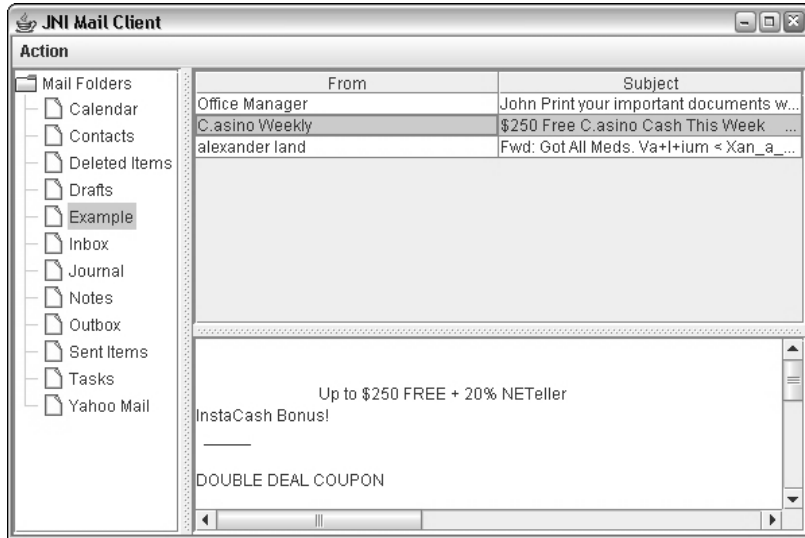 JNI Mail Client
Action
Mail Folders
Calendar
Contacts
Deleted Items
Drafts
Example
Inbox
Journal
Notes
Outbox
Sent Items
Tasks
Yahoo Mail
From Subject
Office Manager John Print your important documents w...
C.asino Weekly $250 Free C.asino Cash This Week ...
alexander land Fwd: Got All Meds. Va+l+ium < Xan_a_...
Up to $250 FREE + 20% NETeller
InstaCash Bonus!
DOUBLE DEAL COUPON